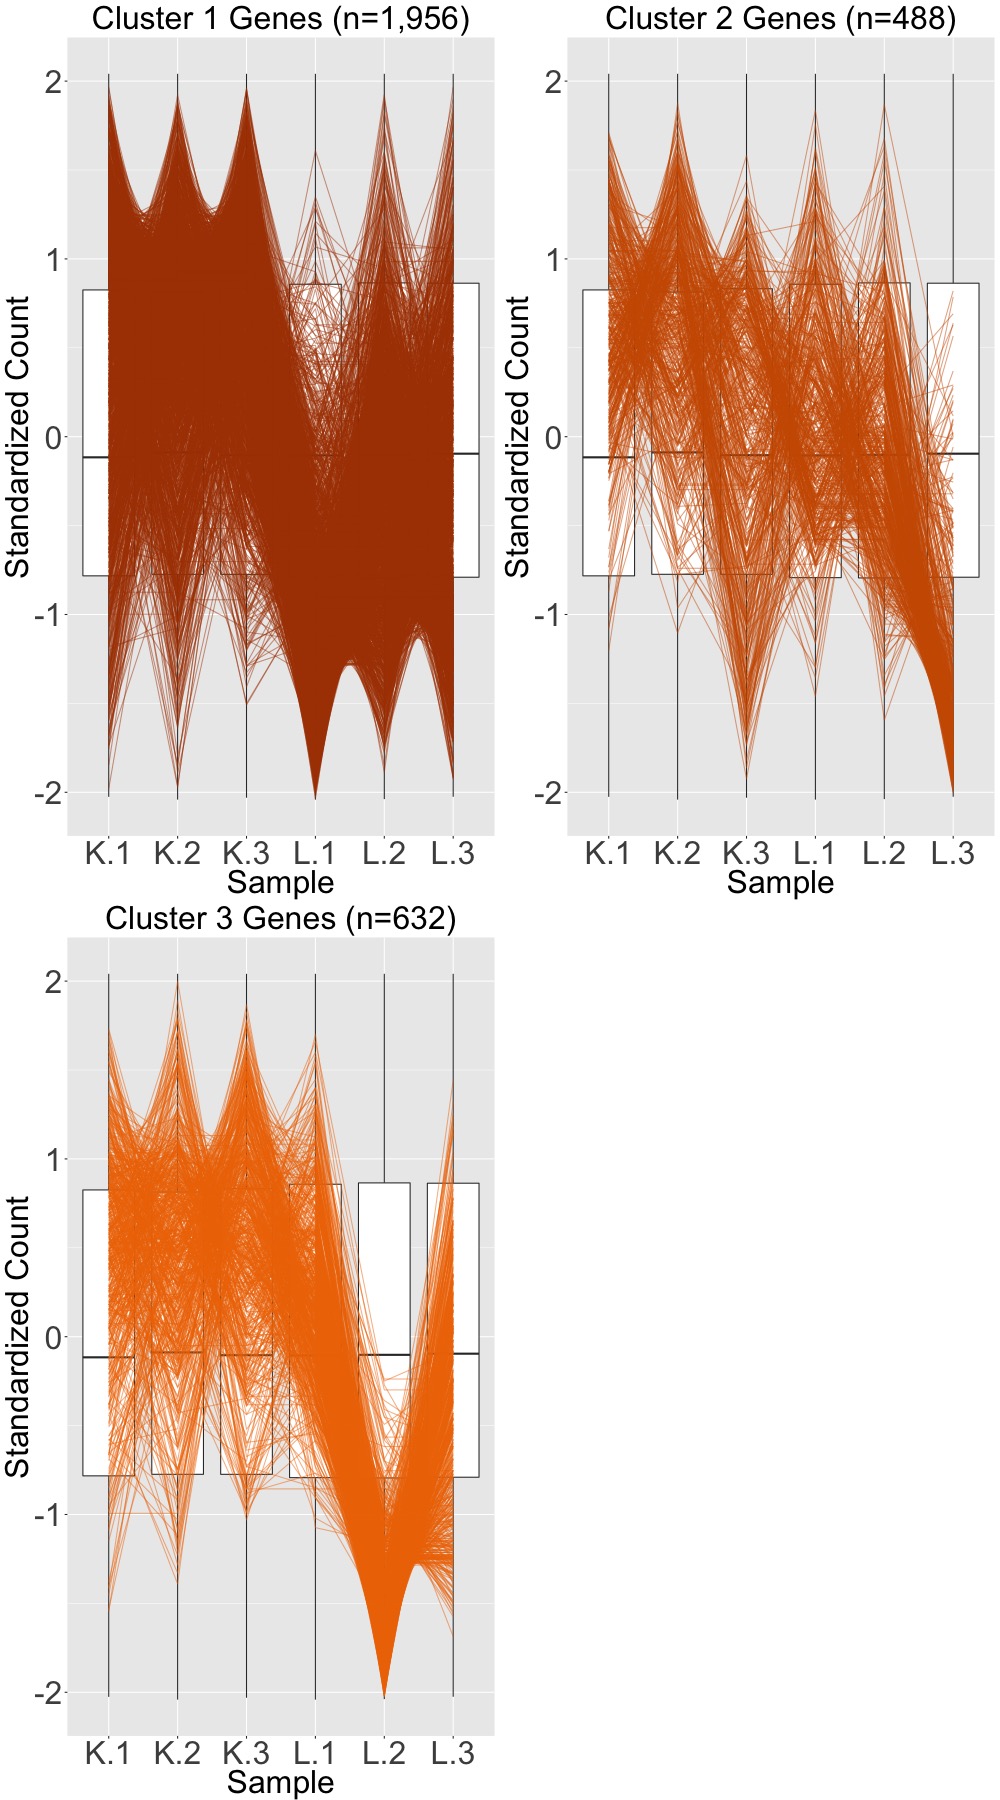 Cluster 1 Genes (n=1,956)
Standardized Count
2
1
0
-1
-2
K.1 K.2 K.3 L.1 L.2 L.3
Sample
Cluster 2 Genes (n=488)
Standardized Count
2
1
0
-1
-2
K.1 K.2 K.3 L.1 L.2 L.3
Sample
Cluster 3 Genes (n=632)
Standardized Count
2
1
0
-1
-2
K.1 K.2 K.3 L.1 L.2 L.3
Sample